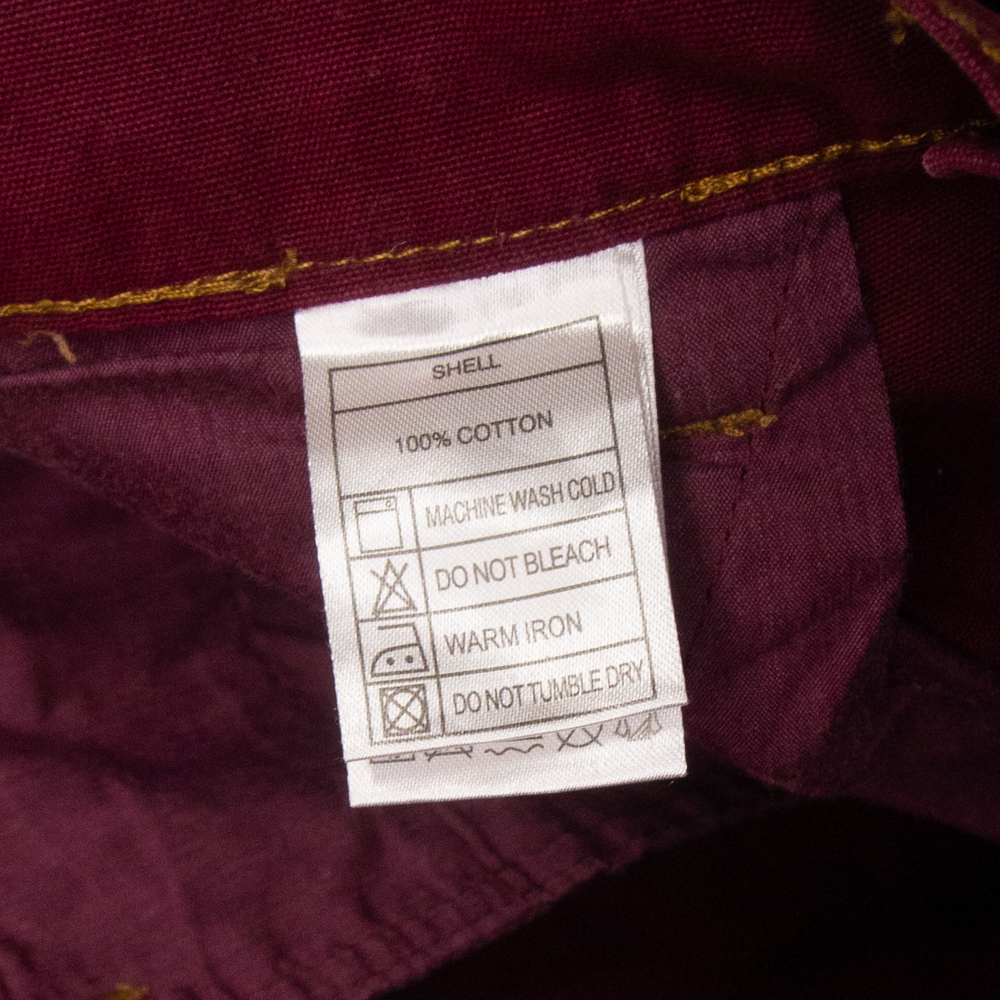 SHELL
100% COTTON
MACHINE WASH COLD
DO NOT BLEACH
WARM IRON
DO NOT TUMBLE DRY